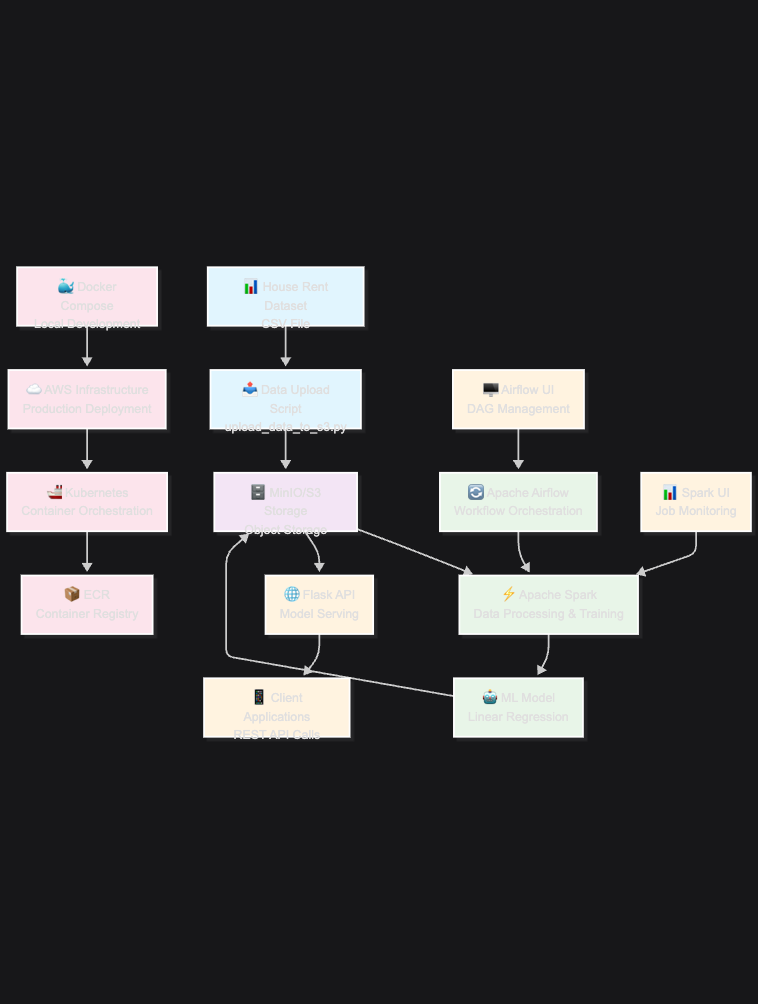 Docker
Compose
Local Development
House Rent
Dataset
CSV File
AWS Infrastructure
Production Deployment
Data Upload
Script
upload_data_to_s3.py
Airflow UI
DAG Management
Kubernetes
Container Orchestration
MinIO/S3
Storage
Object Storage
Apache Airflow
Workflow Orchestration
Spark UI
Job Monitoring
ECR
Container Registry
Flask API
Model Serving
Apache Spark
Data Processing & Training
Client
Applications
REST API Calls
ML Model
Linear Regression